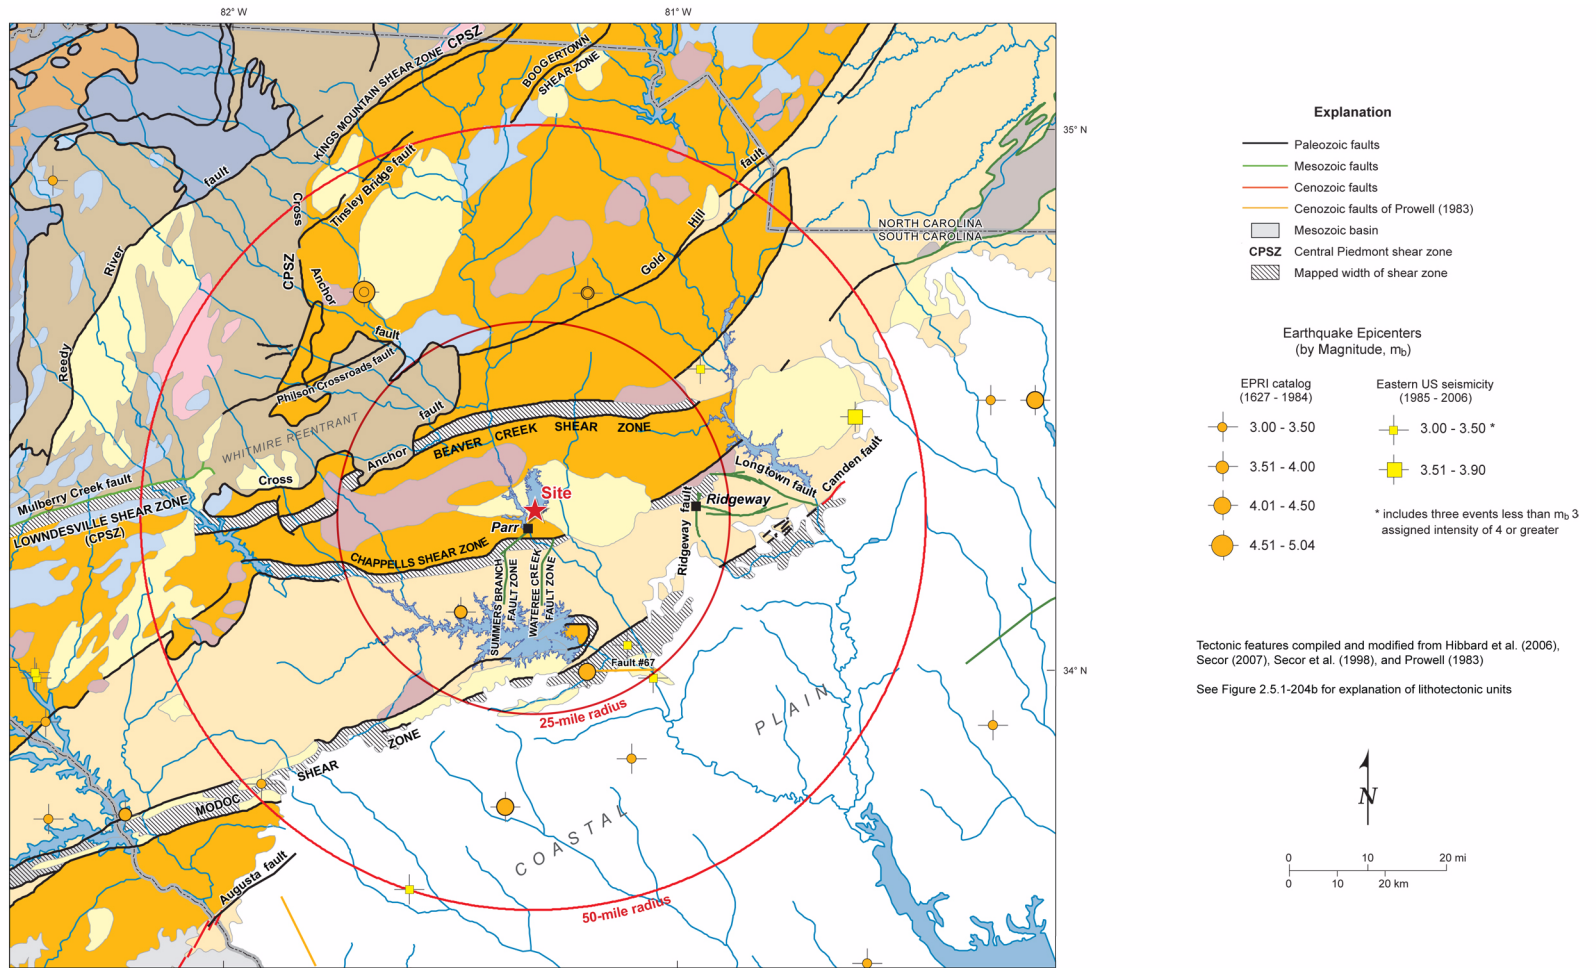 82° W
81° W
KINGS MOUNTAIN SHEAR ZONE CPSZ
BOOGERTOWN
SHEAR ZONE
35° N
fault
Cross
Tinsley Bridge fault
fault
Hill
Gold
NORTH CAROLINA
SOUTH CAROLINA
River
Reedy
CPSZ
Anchor
fault
Philson Crossroads fault
WHITMIRE REENTRANT
fault
Anchor
Cross
BEAVER CREEK SHEAR ZONE
Mulberry Creek fault
LOWNDESVILLE SHEAR ZONE
(CPSZ)
Site
Parr
CHAPPELLS SHEAR ZONE
Longtown fault
Camden fault
Ridgeway
Ridgeway fault
SUMMERS BRANCH
FAULT ZONE
WATEREE CREEK
FAULT ZONE
Fault #67
34° N
25-mile radius
MODOC SHEAR ZONE
COASTAL PLAIN
Augusta fault
50-mile radius
Explanation
Paleozoic faults
Mesozoic faults
Cenozoic faults
Cenozoic faults of Prowell (1983)
Mesozoic basin
CPSZ Central Piedmont shear zone
Mapped width of shear zone
Earthquake Epicenters
(by Magnitude, mb)
EPRI catalog
(1627 - 1984)
3.00 - 3.50
3.51 - 4.00
4.01 - 4.50
4.51 - 5.04
Eastern US seismicity
(1985 - 2006)
3.00 - 3.50 *
3.51 - 3.90
* includes three events less than mb 3
assigned intensity of 4 or greater
Tectonic features compiled and modified from Hibbard et al. (2006),
Secor (2007), Secor et al. (1998), and Prowell (1983)
See Figure 2.5.1-204b for explanation of lithotectonic units
N
0 10 20 mi
0 10 20 km